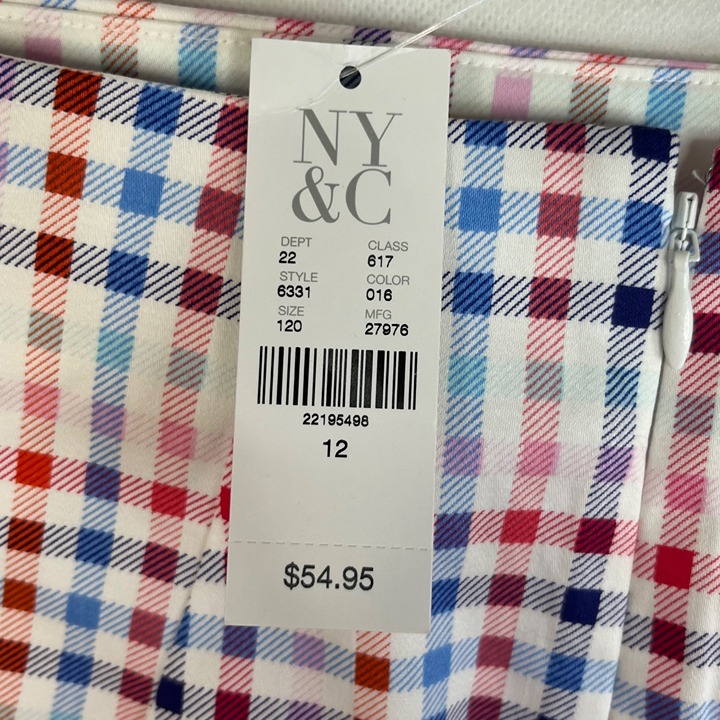 NY
&C
DEPT CLASS
22 617
STYLE COLOR
6331 016
SIZE MFG
120 27976
22195498
12
$54.95